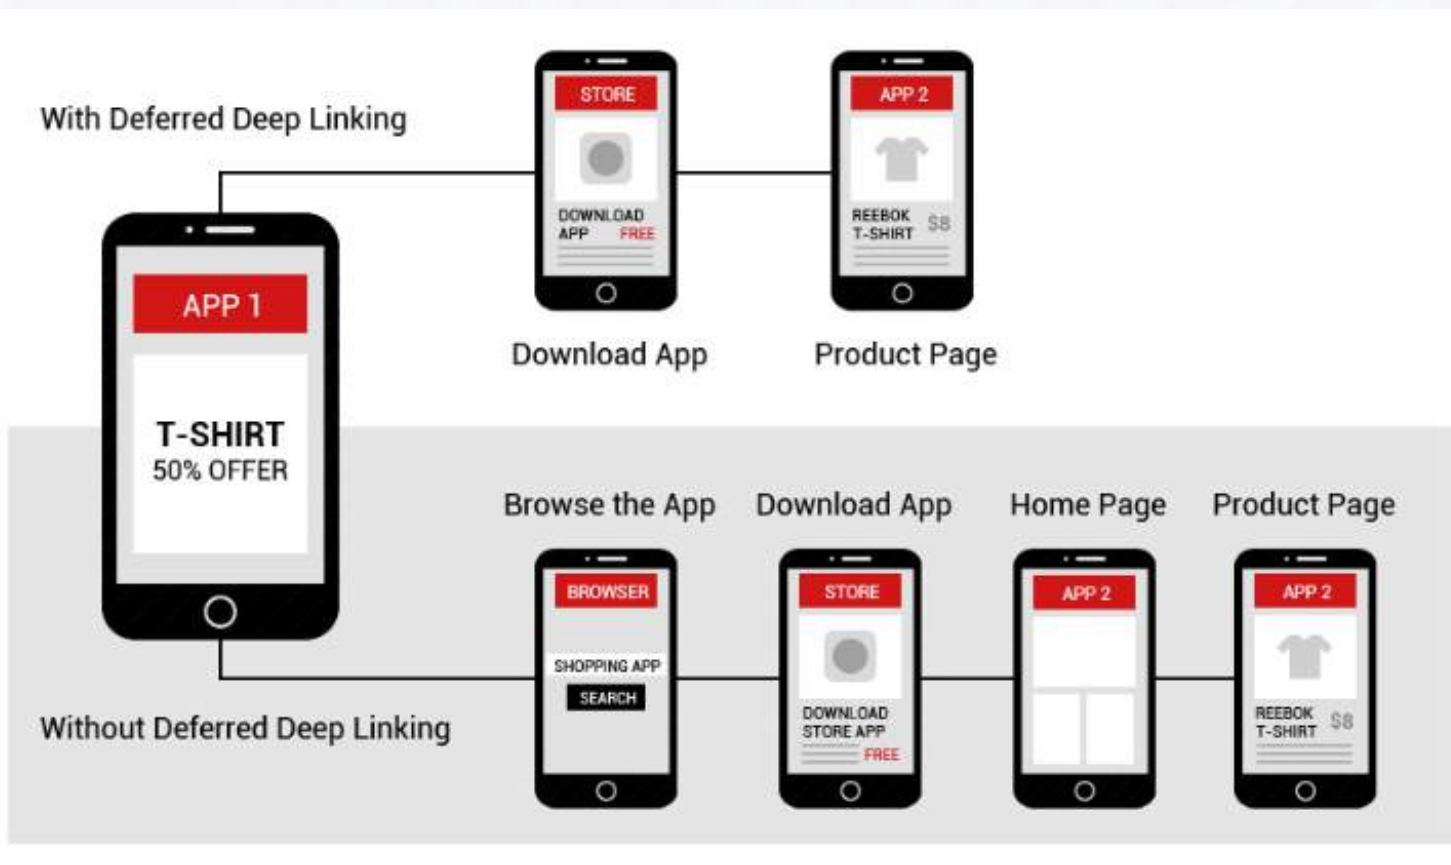 With Deferred Deep Linking
STORE
DOWNLOAD
APP FREE
Download App
APP 2
REEBOK
T-SHIRT $8
Product Page
APP 1
T-SHIRT
50% OFFER
Without Deferred Deep Linking
Browse the App
BROWSER
SHOPPING APP
SEARCH
Download App
STORE
DOWNLOAD
STORE APP
FREE
Home Page
APP 2
Product Page
APP 2
REEBOK
T-SHIRT $8